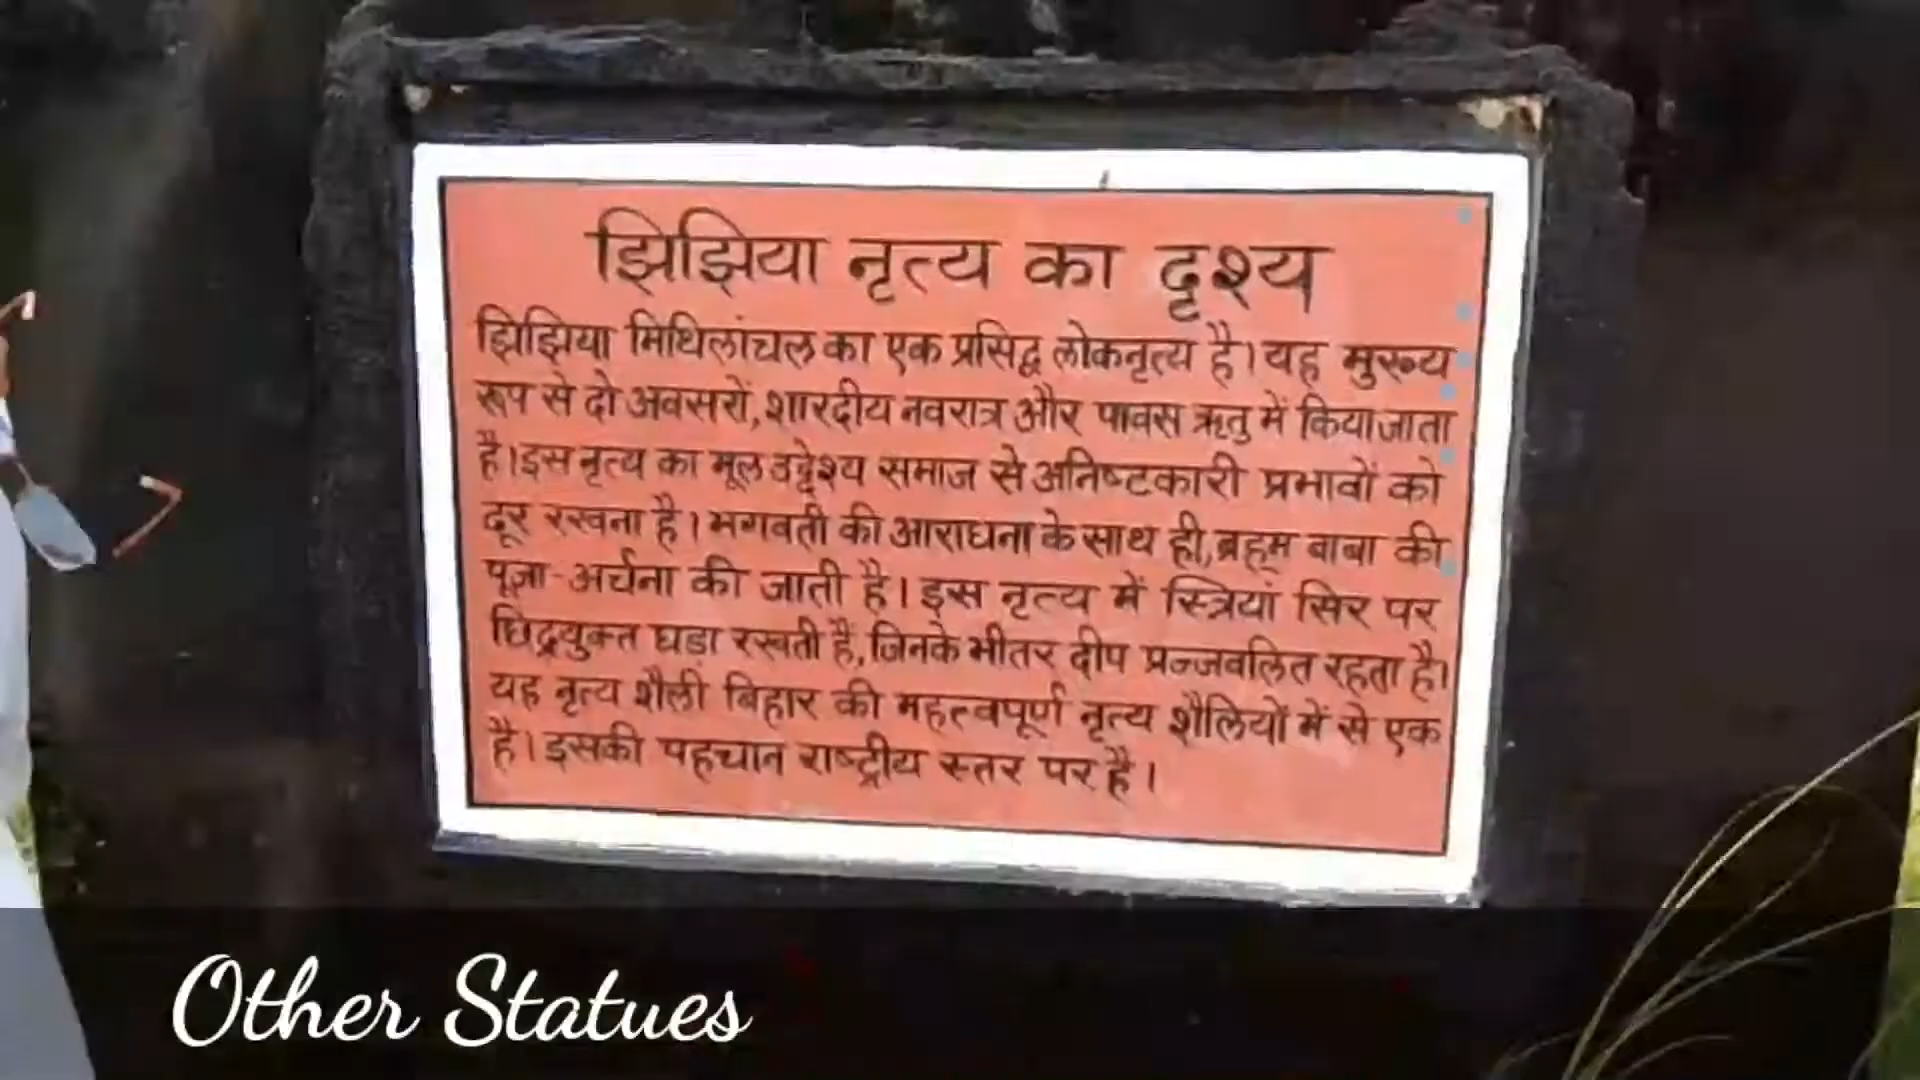 झिझिया नृत्य का दृश्य
झिझिया मिथिलांचल का एक प्रसिद्ध लोकनृत्य है। यह मुख्य
रूप से दो अवसरों, शारदीय नवरात्र और पावस ऋतु में किया जाता
है। इस नृत्य का मूल उद्देश्य समाज से अनिष्टकारी प्रभावों को
दूर रखना है। भगवती की आराधना के साथ ही, ब्रह्म बाबा की
पूजा-अर्चना की जाती है। इस नृत्य में स्त्रियां सिर पर
छिद्रयुक्त घडा रखती हैं, जिनके भीतर दीप प्रज्जवलित रहता है।
यह नृत्य शैली बिहार की महत्वपूर्ण नृत्य शैलियों में से एक
है। इसकी पहचान राष्ट्रीय स्तर पर है।
Other Statues